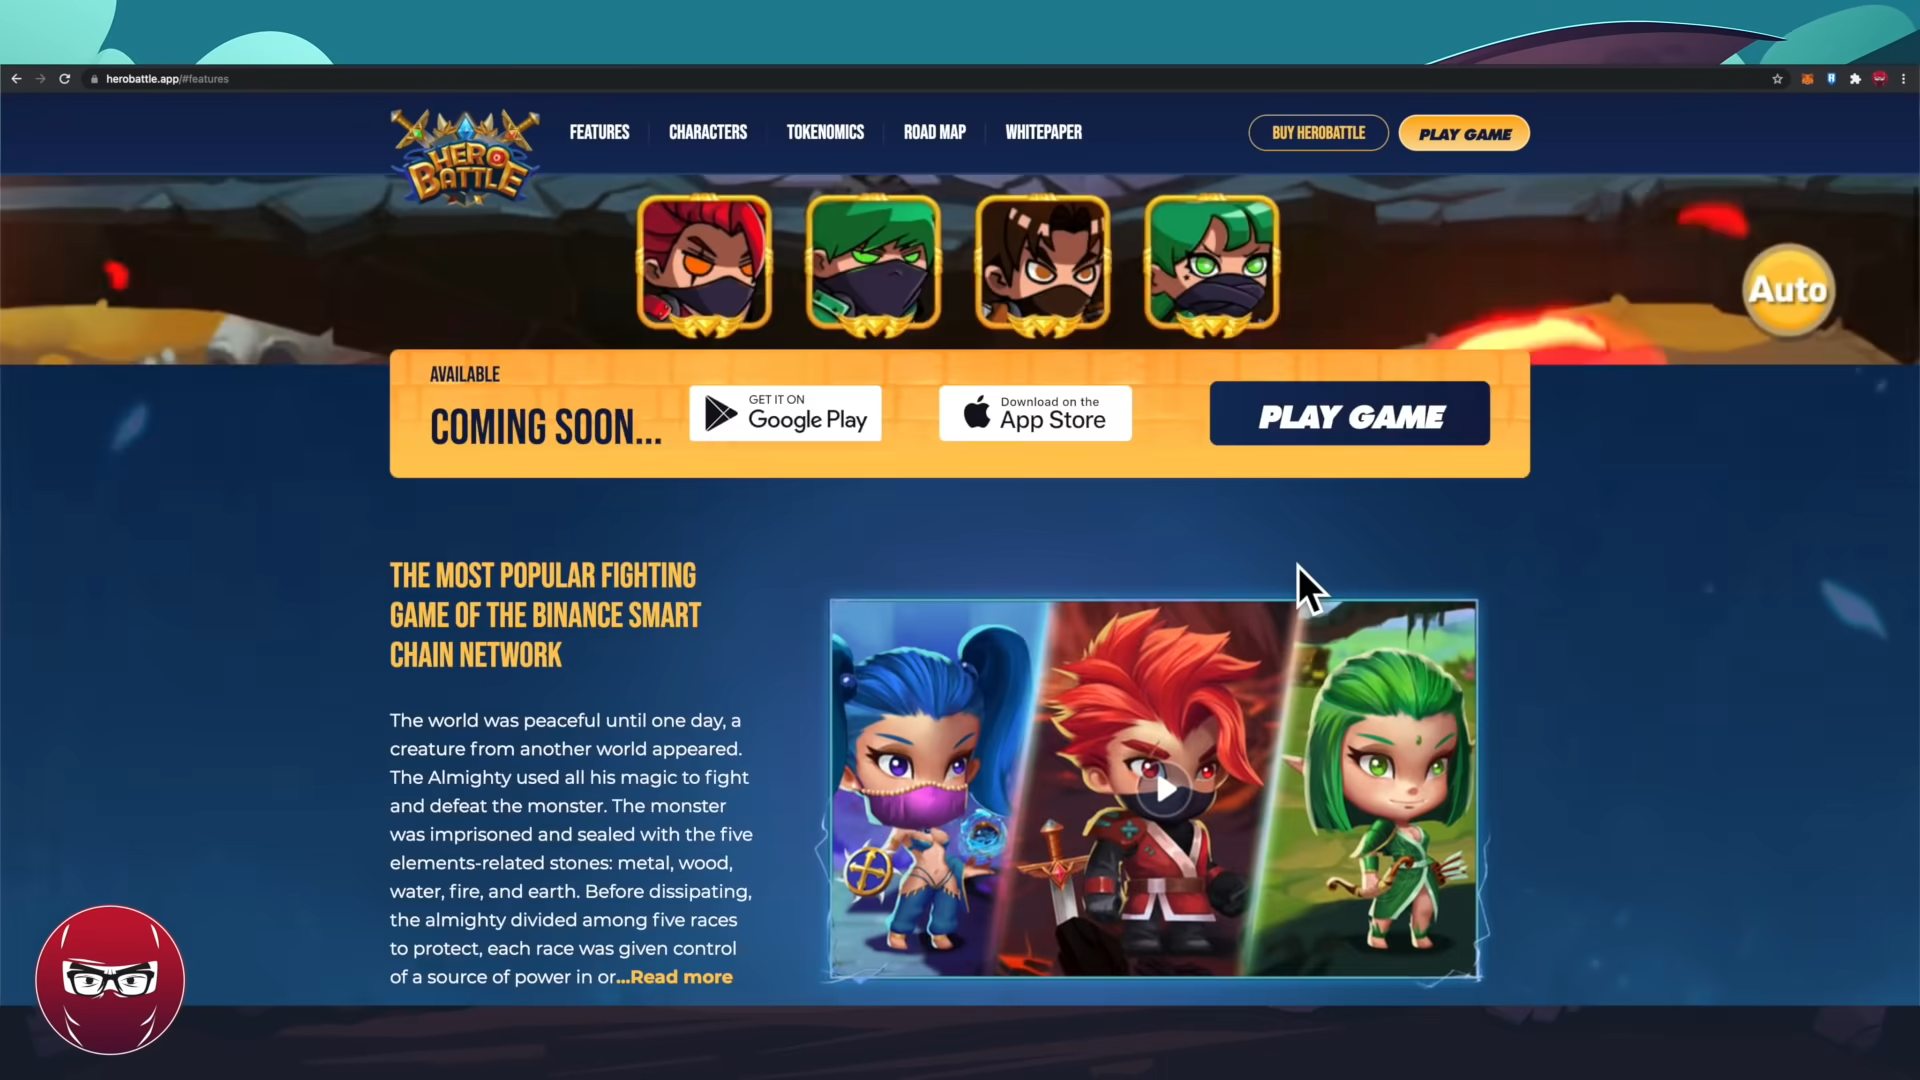 herobattle.app/#features
HERO
BATTLE
FEATURES
CHARACTERS
TOKENOMICS
ROAD MAP
WHITEPAPER
BUY HEROBATTLE
PLAY GAME
Auto
AVAILABLE
COMING SOON...
GET IT ON
Google Play
Download on the
App Store
PLAY GAME
THE MOST POPULAR FIGHTING
GAME OF THE BINANCE SMART
CHAIN NETWORK
The world was peaceful until one day, a
creature from another world appeared.
The Almighty used all his magic to fight
and defeat the monster. The monster
was imprisoned and sealed with the five
elements-related stones: metal, wood,
water, fire, and earth. Before dissipating,
the almighty divided among five races
to protect, each race was given control
of a source of power in or...Read more